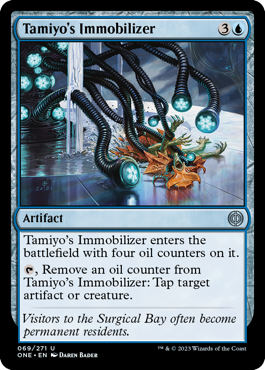 Tamiyo's Immobilizer 3
Artifact
Tamiyo's Immobilizer enters the
battlefield with four oil counters on it.
, Remove an oil counter from
Tamiyo's Immobilizer: Tap target
artifact or creature.
Visitors to the Surgical Bay often become
permanent residents.
069/271 U
ONE • EN DAREN BADER
™ & © 2023 Wizards of the Coast